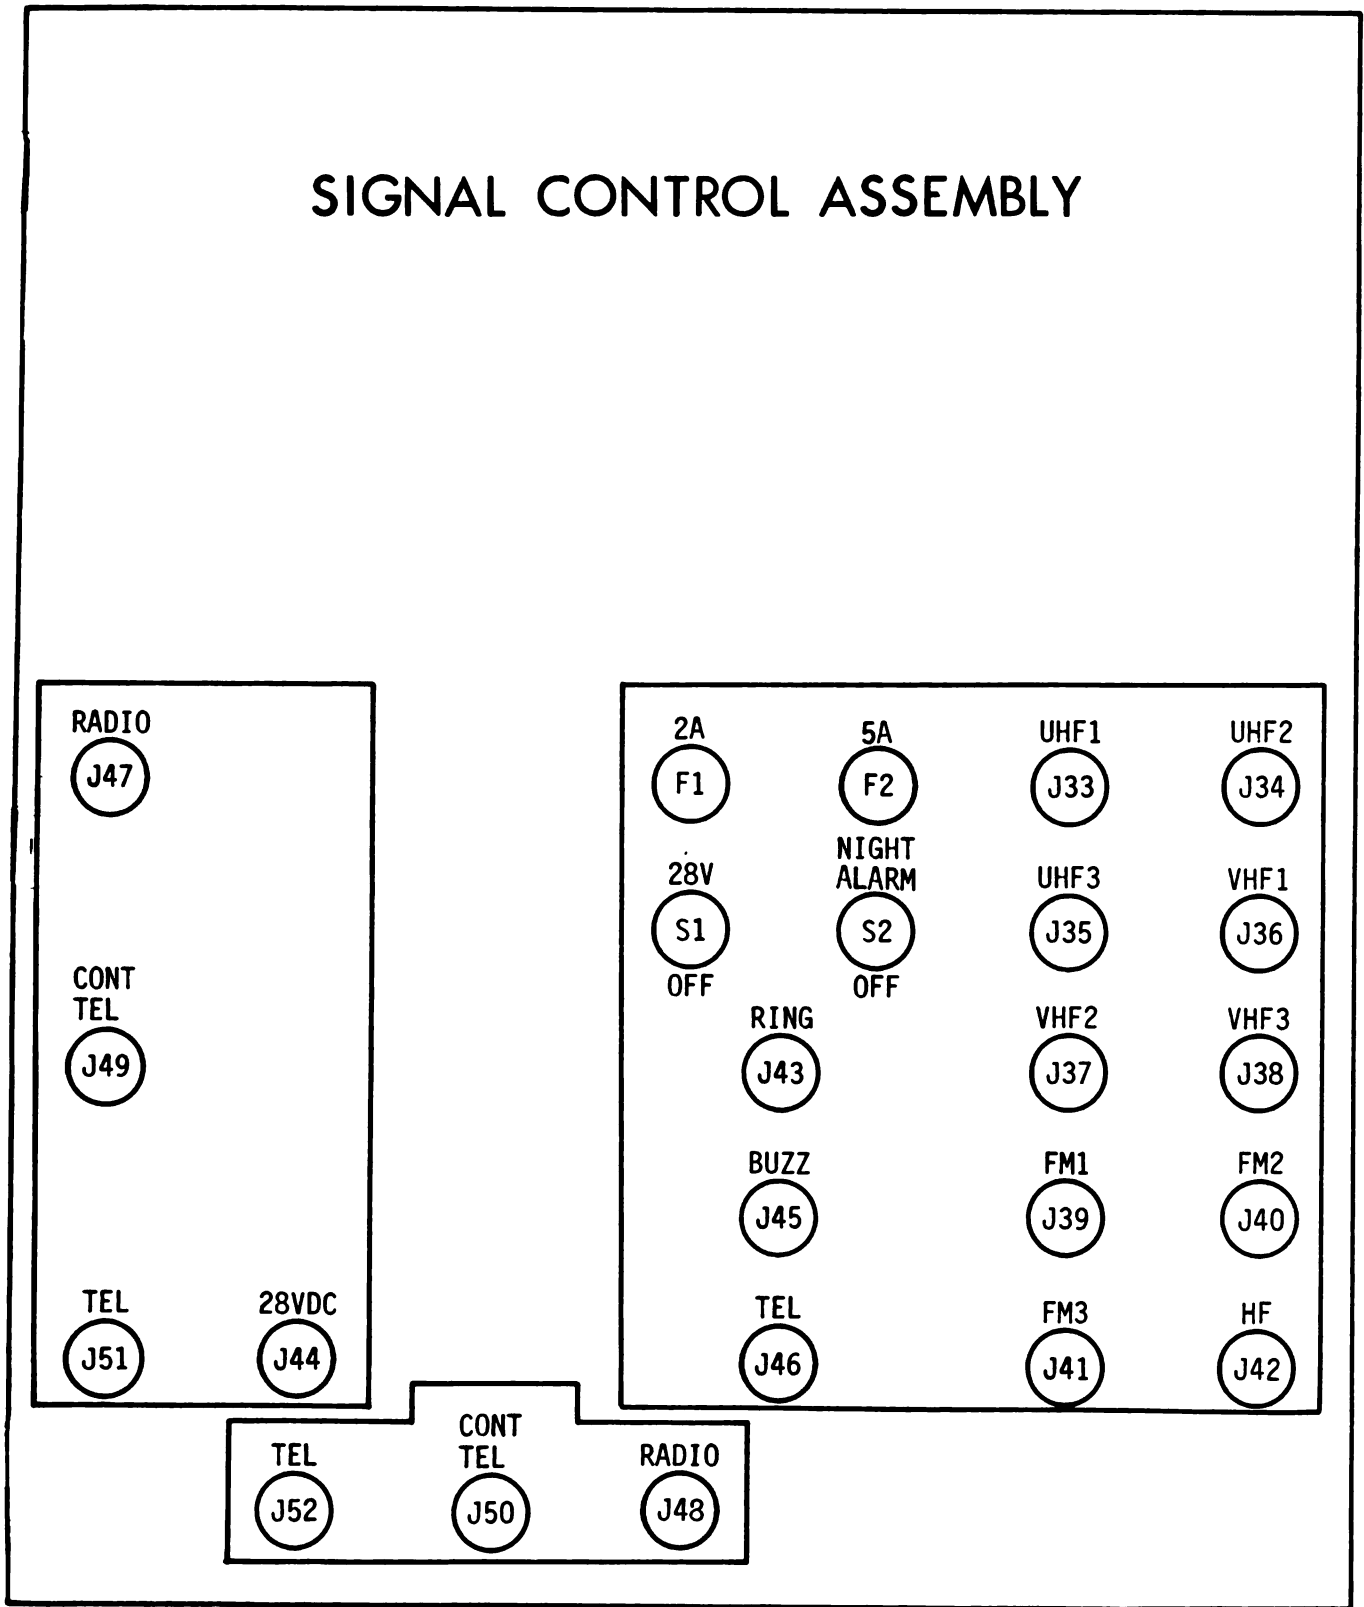 SIGNAL CONTROL ASSEMBLY
RADIO
J47
CONT
TEL
J49
TEL
J51
28VDC
J44
2A
F1
5A
F2
UHF1
J33
UHF2
J34
28V
S1
OFF
NIGHT
ALARM
S2
OFF
UHF3
J35
VHF1
J36
RING
J43
VHF2
J37
VHF3
J38
BUZZ
J45
FM1
J39
FM2
J40
TEL
J46
FM3
J41
HF
J42
TEL
J52
CONT
TEL
J50
RADIO
J48